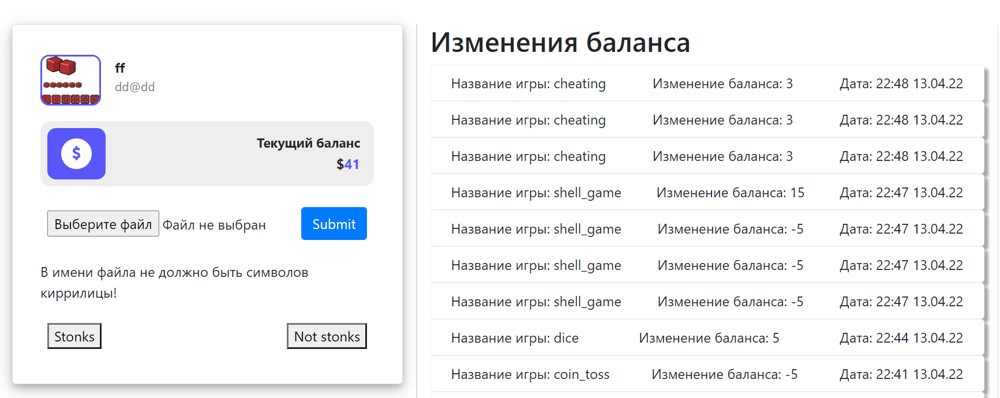 ff
dd@dd
$
Текущий баланс
$41
Выберите файл Файл не выбран
Submit
В имени файла не должно быть символов
киррилицы!
Stonks
Not stonks
Изменения баланса
Название игры: cheating Изменение баланса: 3 Дата: 22:48 13.04.22
Название игры: cheating Изменение баланса: 3 Дата: 22:48 13.04.22
Название игры: cheating Изменение баланса: 3 Дата: 22:48 13.04.22
Название игры: shell_game Изменение баланса: 15 Дата: 22:47 13.04.22
Название игры: shell_game Изменение баланса: -5 Дата: 22:47 13.04.22
Название игры: shell_game Изменение баланса: -5 Дата: 22:47 13.04.22
Название игры: shell_game Изменение баланса: -5 Дата: 22:47 13.04.22
Название игры: dice Изменение баланса: 5 Дата: 22:44 13.04.22
Название игры: coin_toss Изменение баланса: -5 Дата: 22:41 13.04.22